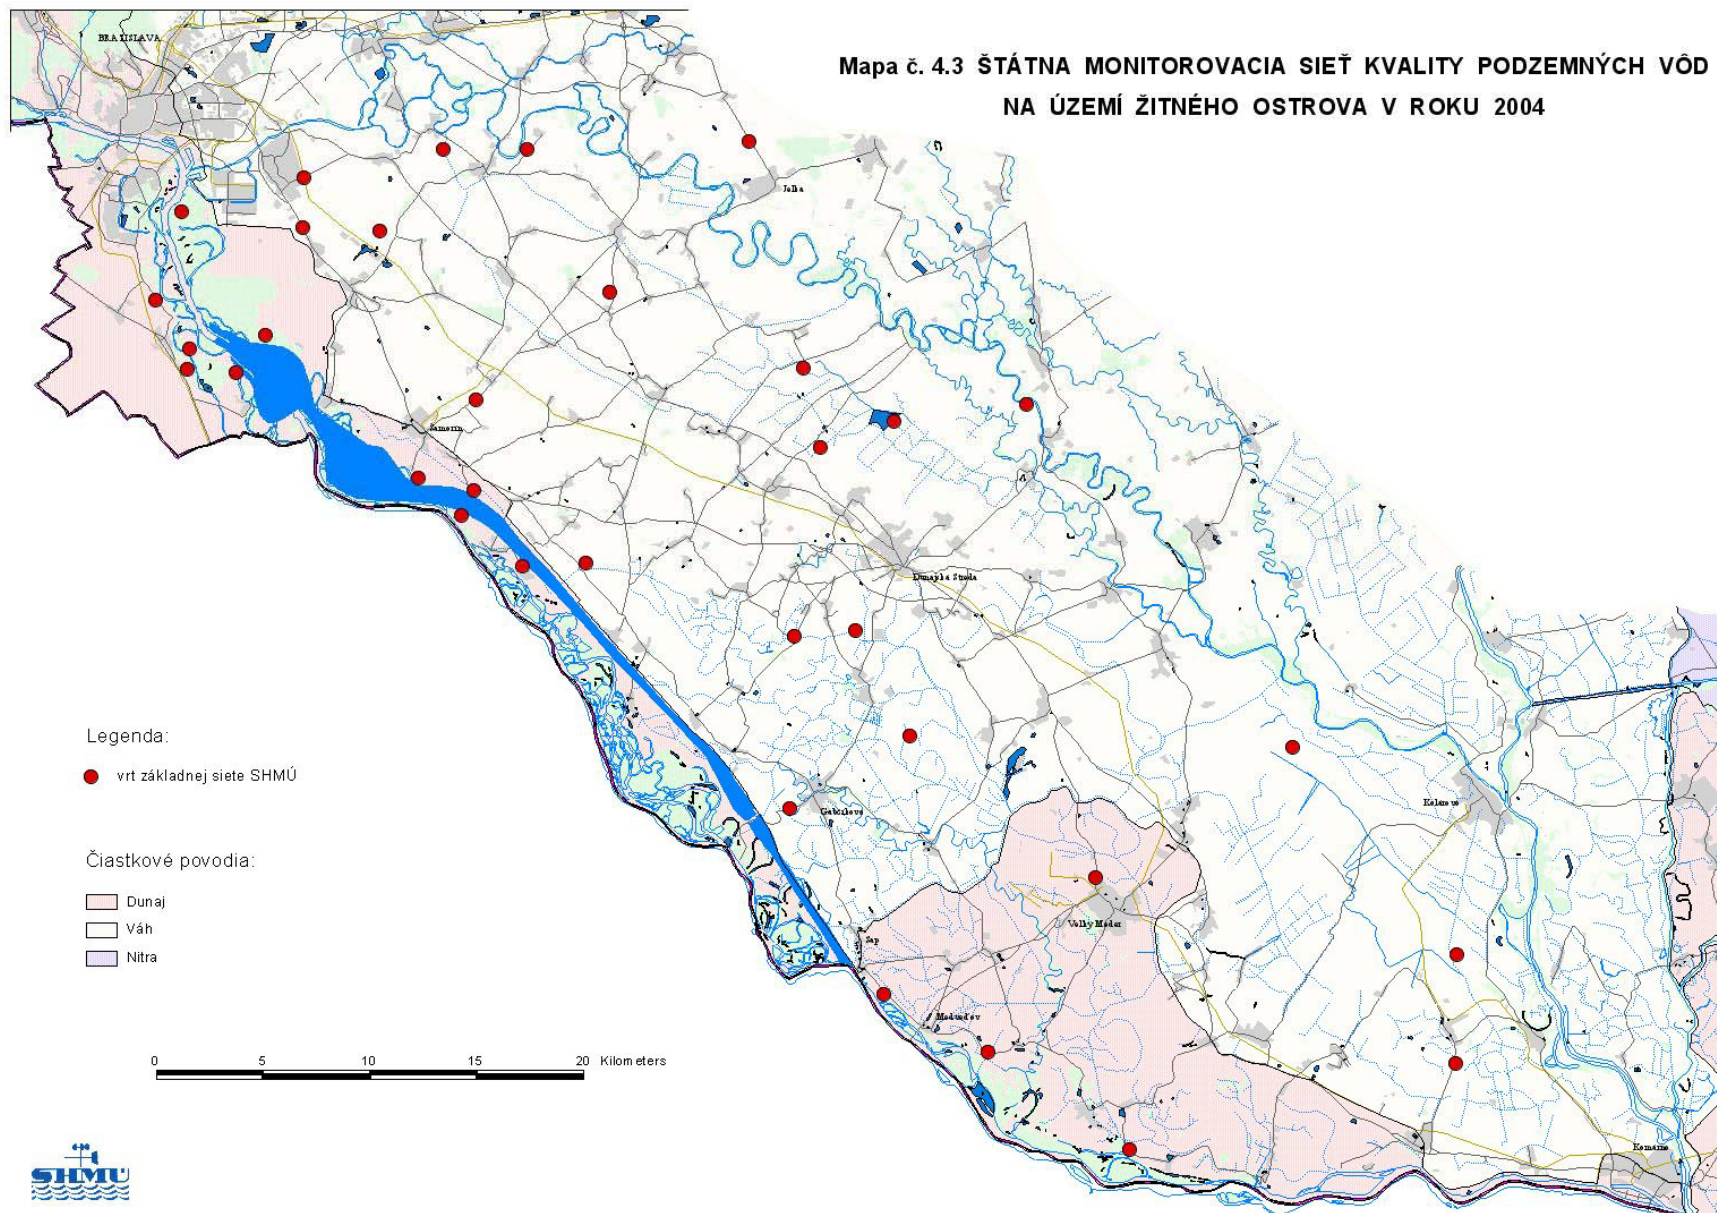 Mapa č. 4.3 ŠTÁTNA MONITOROVACIA SIEŤ KVALITY PODZEMNÝCH VÔD
NA ÚZEMÍ ŽITNÉHO OSTROVA V ROKU 2004
BRATISLAVA
Jelka
Šamorín
Dunajská Streda
Gabčíkovo
Kolárovo
Veľký Meder
Sap
Medveďov
Komárno
Legenda:
vrt základnej siete SHMÚ
Čiastkové povodia:
Dunaj
Váh
Nitra
0 5 10 15 20 Kilometers
SHMÚ